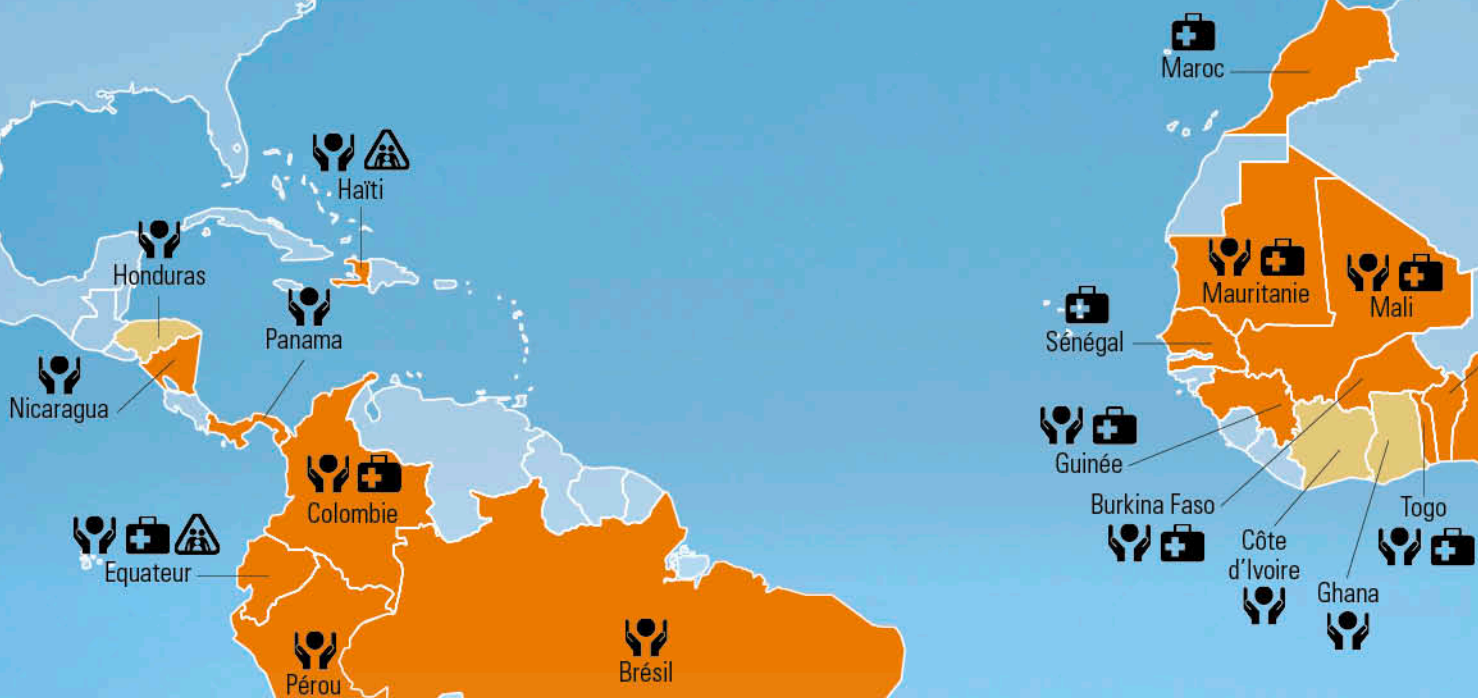 Maroc
Haïti
Honduras
Mauritanie
Mali
Panama
Sénégal
Nicaragua
Guinée
Colombie
Burkina Faso
Togo
Equateur
Côte
d'Ivoire
Ghana
Brésil
Pérou